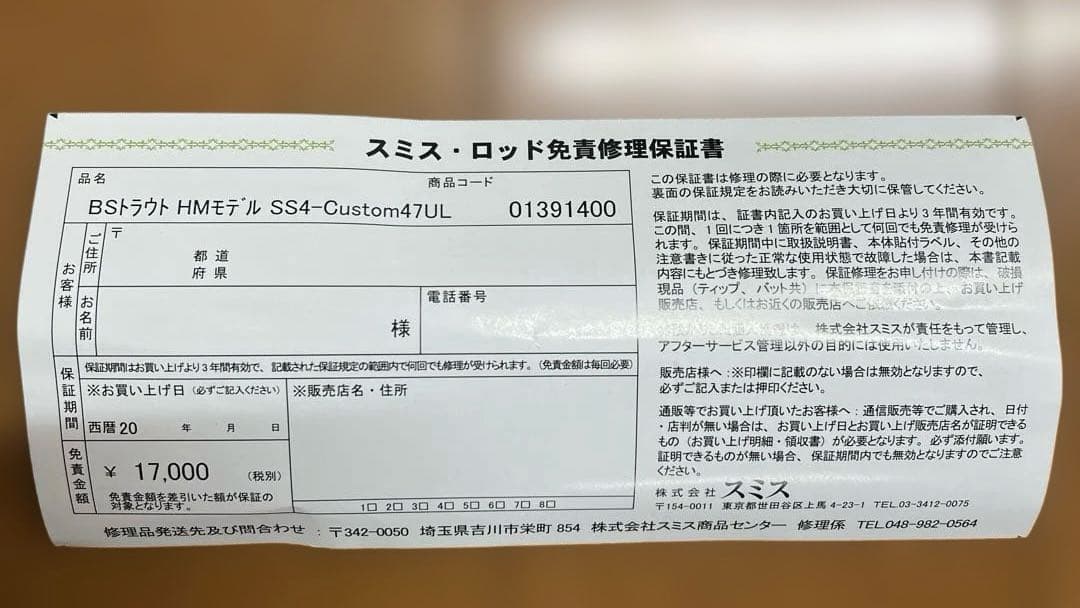 スミス・ロッド免責修理保証書
品名
商品コード
BSトラウト HMモデル SS4-Custom47UL 01391400
お客様
ご住所
〒
都道
府県
お名前
様
電話番号
保証期間
保証期間はお買い上げより3年間有効で、記載された保証規定の範囲内で何回でも修理が受けられます。(免責金額は毎回必要)
※お買い上げ日(必ずご記入ください)
西暦20 年 月 日
※販売店名・住所
免責金額
¥ 17,000 (税別)
免責金額を差引いた額が保証の
対象となります。
1□ 2□ 3□ 4□ 5□ 6□ 7□ 8□
この保証書は修理の際に必要となります。
裏面の保証規定をお読みいただき大切に保管してください。
保証期間は、証書内記入のお買い上げ日より3年間有効です。
この間、1回につき1箇所を範囲として何回でも免責修理が受けら
れます。保証期間中に取扱説明書、本体貼付ラベル、その他の
注意書きに従った正常な使用状態で故障した場合は、本書記載
内容にもとづき修理致します。保証修理をお申し付けの際は、破損
現品(ティップ、バット共)に本保証書を添付の上、お買い上げ
販売店、もしくはお近くの販売店へご依頼ください。
株式会社スミスが責任をもって管理し、
アフターサービス管理以外の目的には使用いたしません。
販売店様へ:※印欄に記載のない場合は無効となりますので、
必ずご記入または押印ください。
通販等でお買い上げ頂いたお客様へ:通信販売等でご購入され、日付
・店判が無い場合は、お買い上げ日とお買い上げ販売店名が証明できる
もの(お買い上げ明細・領収書)が必要となります。必ず添付願います。
証明できるものが無い場合、保証期間内でも無効となりますのでご注意
ください。
株式会社 スミス
〒154-0011 東京都世田谷区上馬4-23-1 TEL.03-3412-0075
修理品発送先及び問合わせ:〒342-0050 埼玉県吉川市栄町854 株式会社スミス商品センター 修理係 TEL048-982-0564